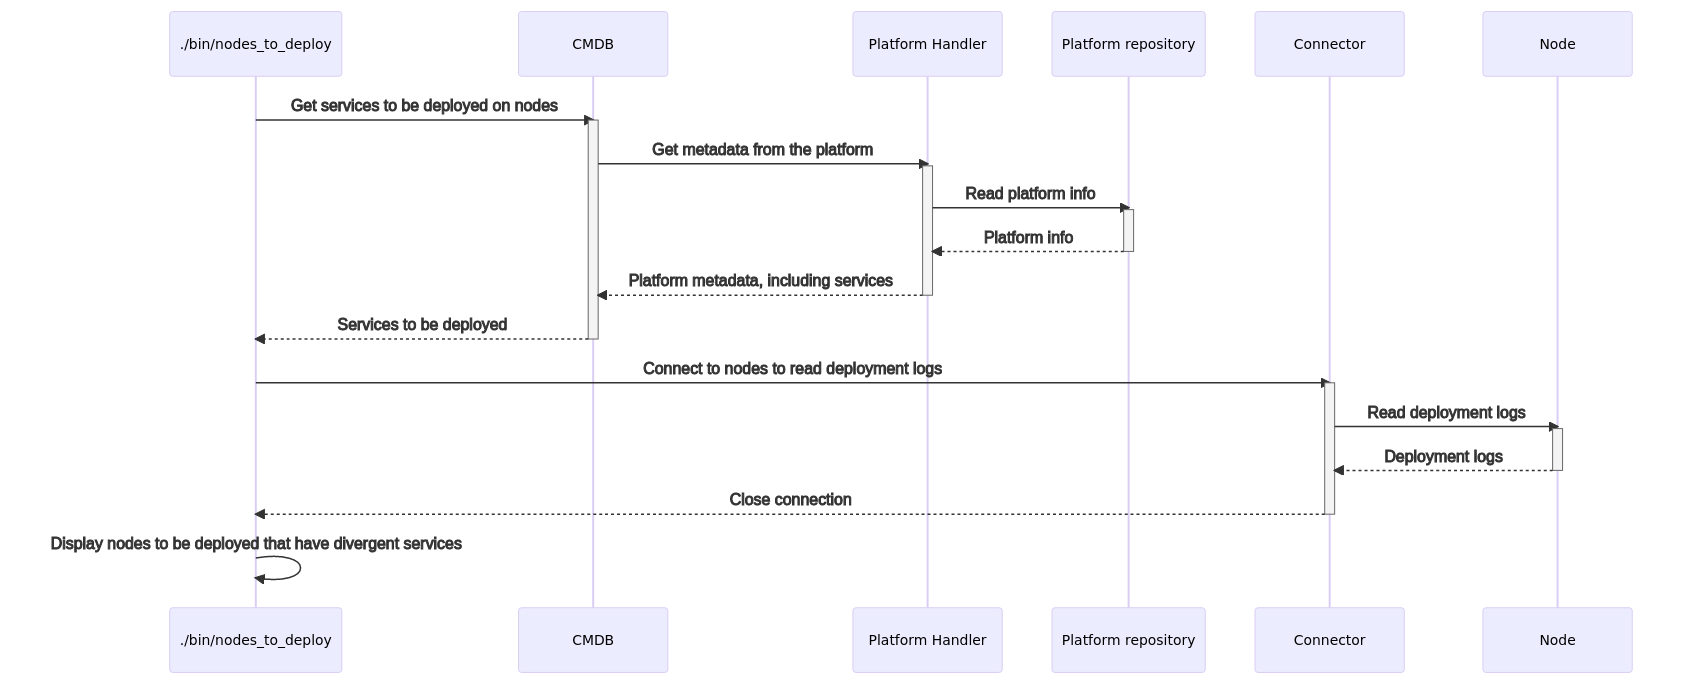 ./bin/nodes_to_deploy
CMDB
Platform Handler
Platform repository
Connector
Node
Get services to be deployed on nodes
Get metadata from the platform
Read platform info
Platform info
Platform metadata, including services
Services to be deployed
Connect to nodes to read deployment logs
Read deployment logs
Deployment logs
Close connection
Display nodes to be deployed that have divergent services
./bin/nodes_to_deploy
CMDB
Platform Handler
Platform repository
Connector
Node